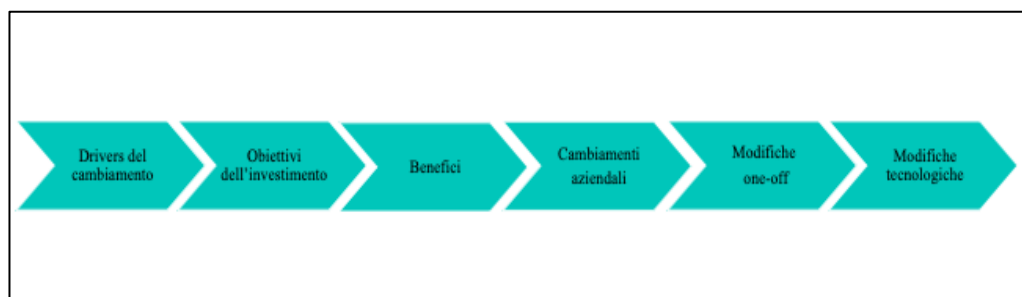 Drivers del
cambiamento
Obiettivi
dell'investimento
Benefici
Cambiamenti
aziendali
Modifiche
one-off
Modifiche
tecnologiche